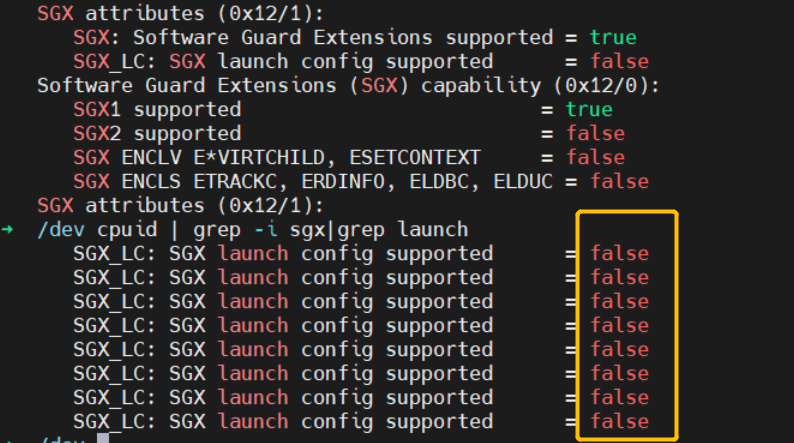 SGX attributes (0x12/1):
SGX: Software Guard Extensions supported = true
SGX_LC: SGX launch config supported = false
Software Guard Extensions (SGX) capability (0x12/0):
SGX1 supported = true
SGX2 supported = false
SGX ENCLV E*VIRTCHILD, ESETCONTEXT = false
SGX ENCLS ETRACKC, ERDINFO, ELDBC, ELDUC = false
SGX attributes (0x12/1):
→ /dev cpuid | grep -i sgx|grep launch
SGX_LC: SGX launch config supported = false
SGX_LC: SGX launch config supported = false
SGX_LC: SGX launch config supported = false
SGX_LC: SGX launch config supported = false
SGX_LC: SGX launch config supported = false
SGX_LC: SGX launch config supported = false
SGX_LC: SGX launch config supported = false
SGX_LC: SGX launch config supported = false
→ /dev